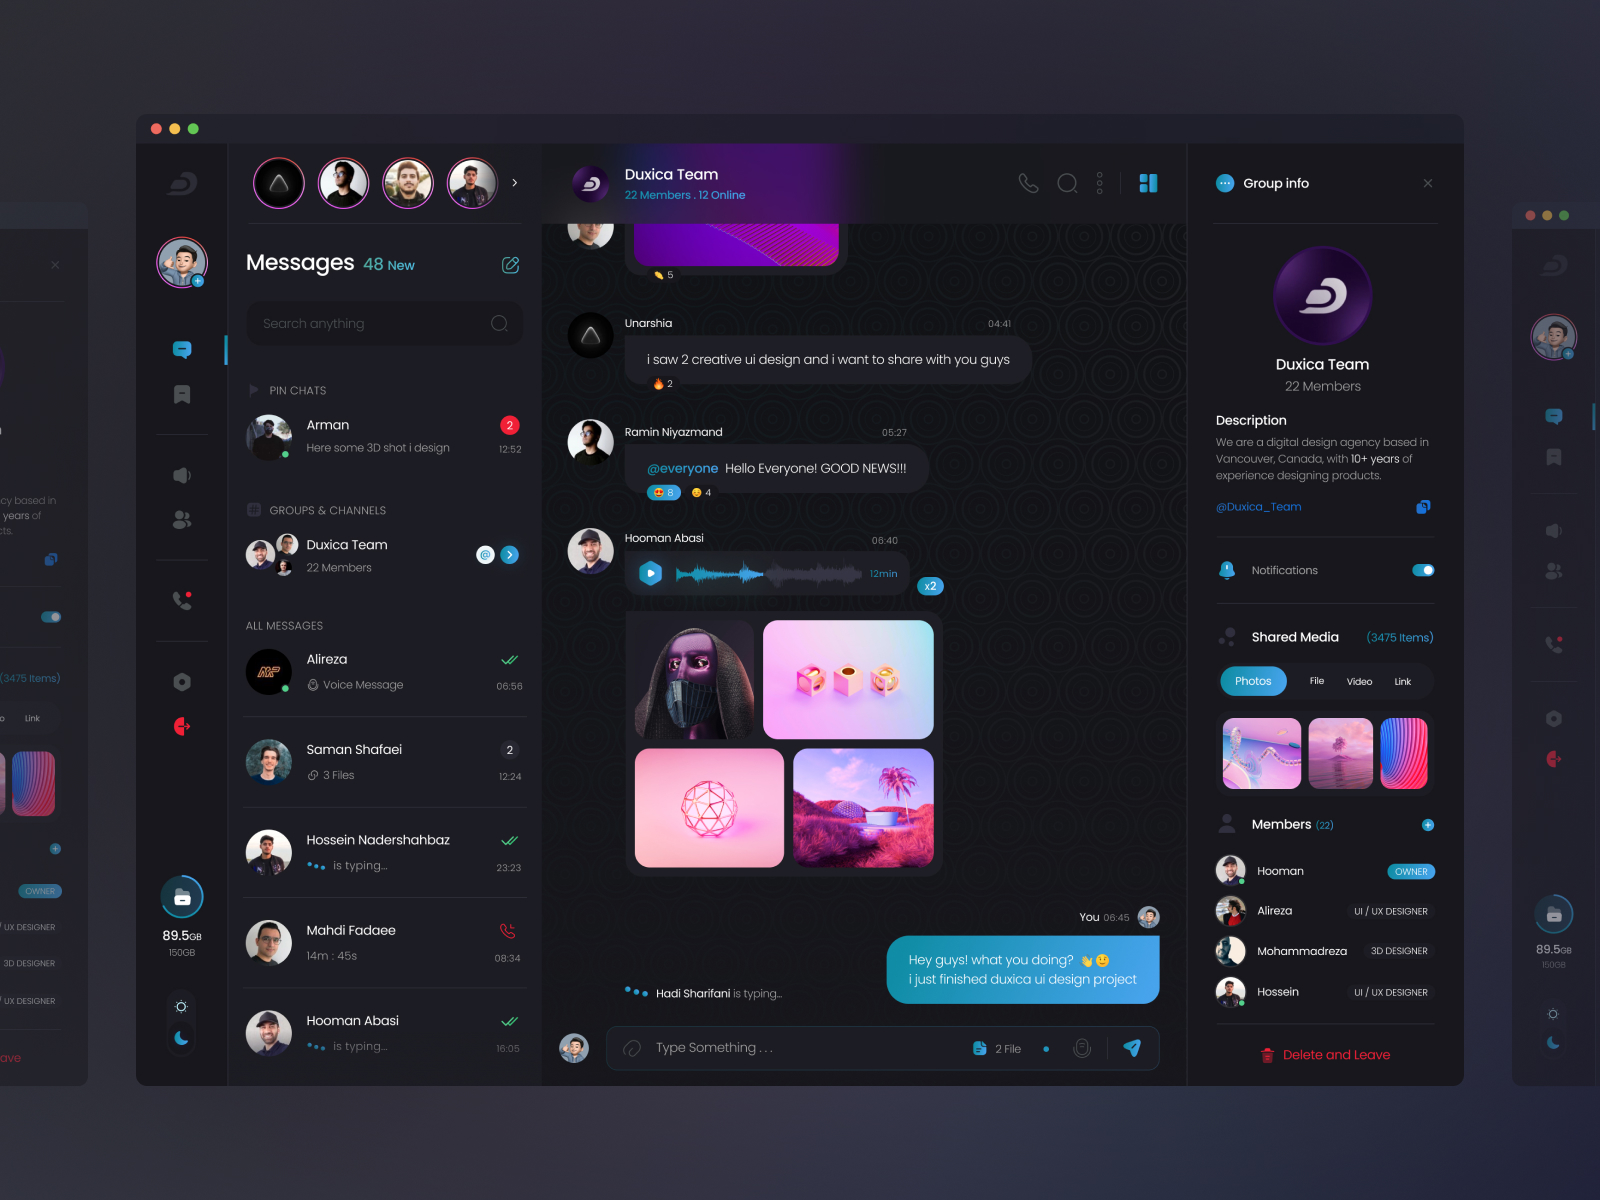 Messages 48 New
Search anything
PIN CHATS
Arman
2
Here some 3D shot i design
12:52
GROUPS & CHANNELS
Duxica Team
22 Members
@
ALL MESSAGES
Alireza
Voice Message
06:56
Saman Shafaei
2
3 Files
12:24
Hossein Nadershahbaz
is typing...
23:23
Mahdi Fadaee
14m : 45s
08:34
Hooman Abasi
is typing...
16:05
89.5GB
150GB
Duxica Team
22 Members . 12 Online
5
Unarshia
04:41
i saw 2 creative ui design and i want to share with you guys
2
Ramin Niyazmand
05:27
@everyone Hello Everyone! GOOD NEWS!!!
8
4
Hooman Abasi
06:40
12min
x2
You 06:45
Hey guys! what you doing? 👋😃
i just finished duxica ui design project
Hadi Sharifani is typing...
Type Something . . .
2 File
Group info
Duxica Team
22 Members
Description
We are a digital design agency based in
Vancouver, Canada, with 10+ years of
experience designing products.
@Duxica_Team
Notifications
Shared Media (3475 Items)
Photos File Video Link
Members (22)
Hooman OWNER
Alireza UI / UX DESIGNER
Mohammadreza 3D DESIGNER
Hossein UI / UX DESIGNER
Delete and Leave
cy based in
years of
cts.
(3475 Items)
o Link
OWNER
/ UX DESIGNER
3D DESIGNER
/ UX DESIGNER
ave
89.5GB
150GB